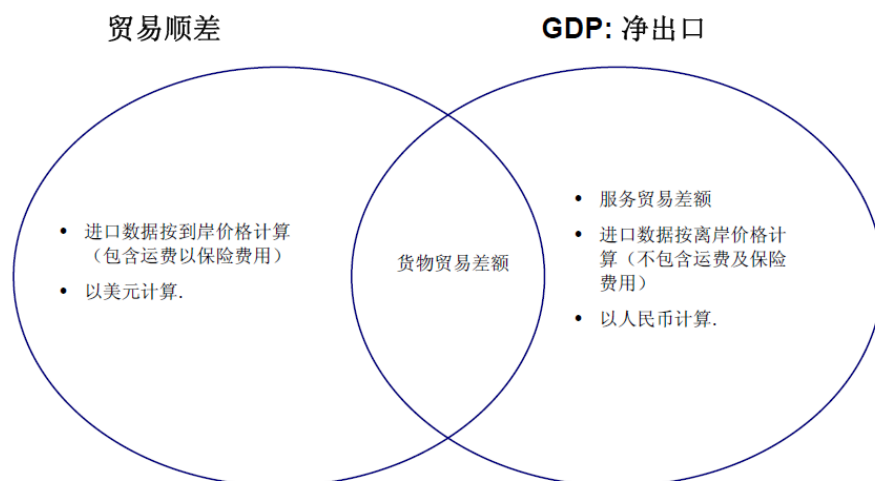 贸易顺差
GDP: 净出口
• 进口数据按到岸价格计算
（包含运费以保险费用）
• 以美元计算.
货物贸易差额
• 服务贸易差额
• 进口数据按离岸价格计
算（不包含运费及保险
费用）
• 以人民币计算.